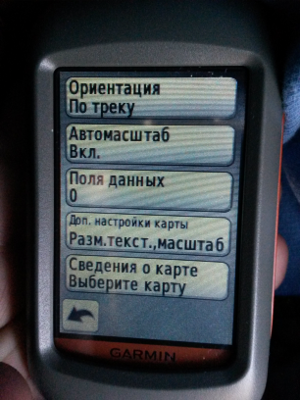 Ориентация
По треку
Автомасштаб
Вкл.
Поля данных
0
Доп. настройки карты
Разм.текст.,масштаб
Сведения о карте
Выберите карту
GARMIN